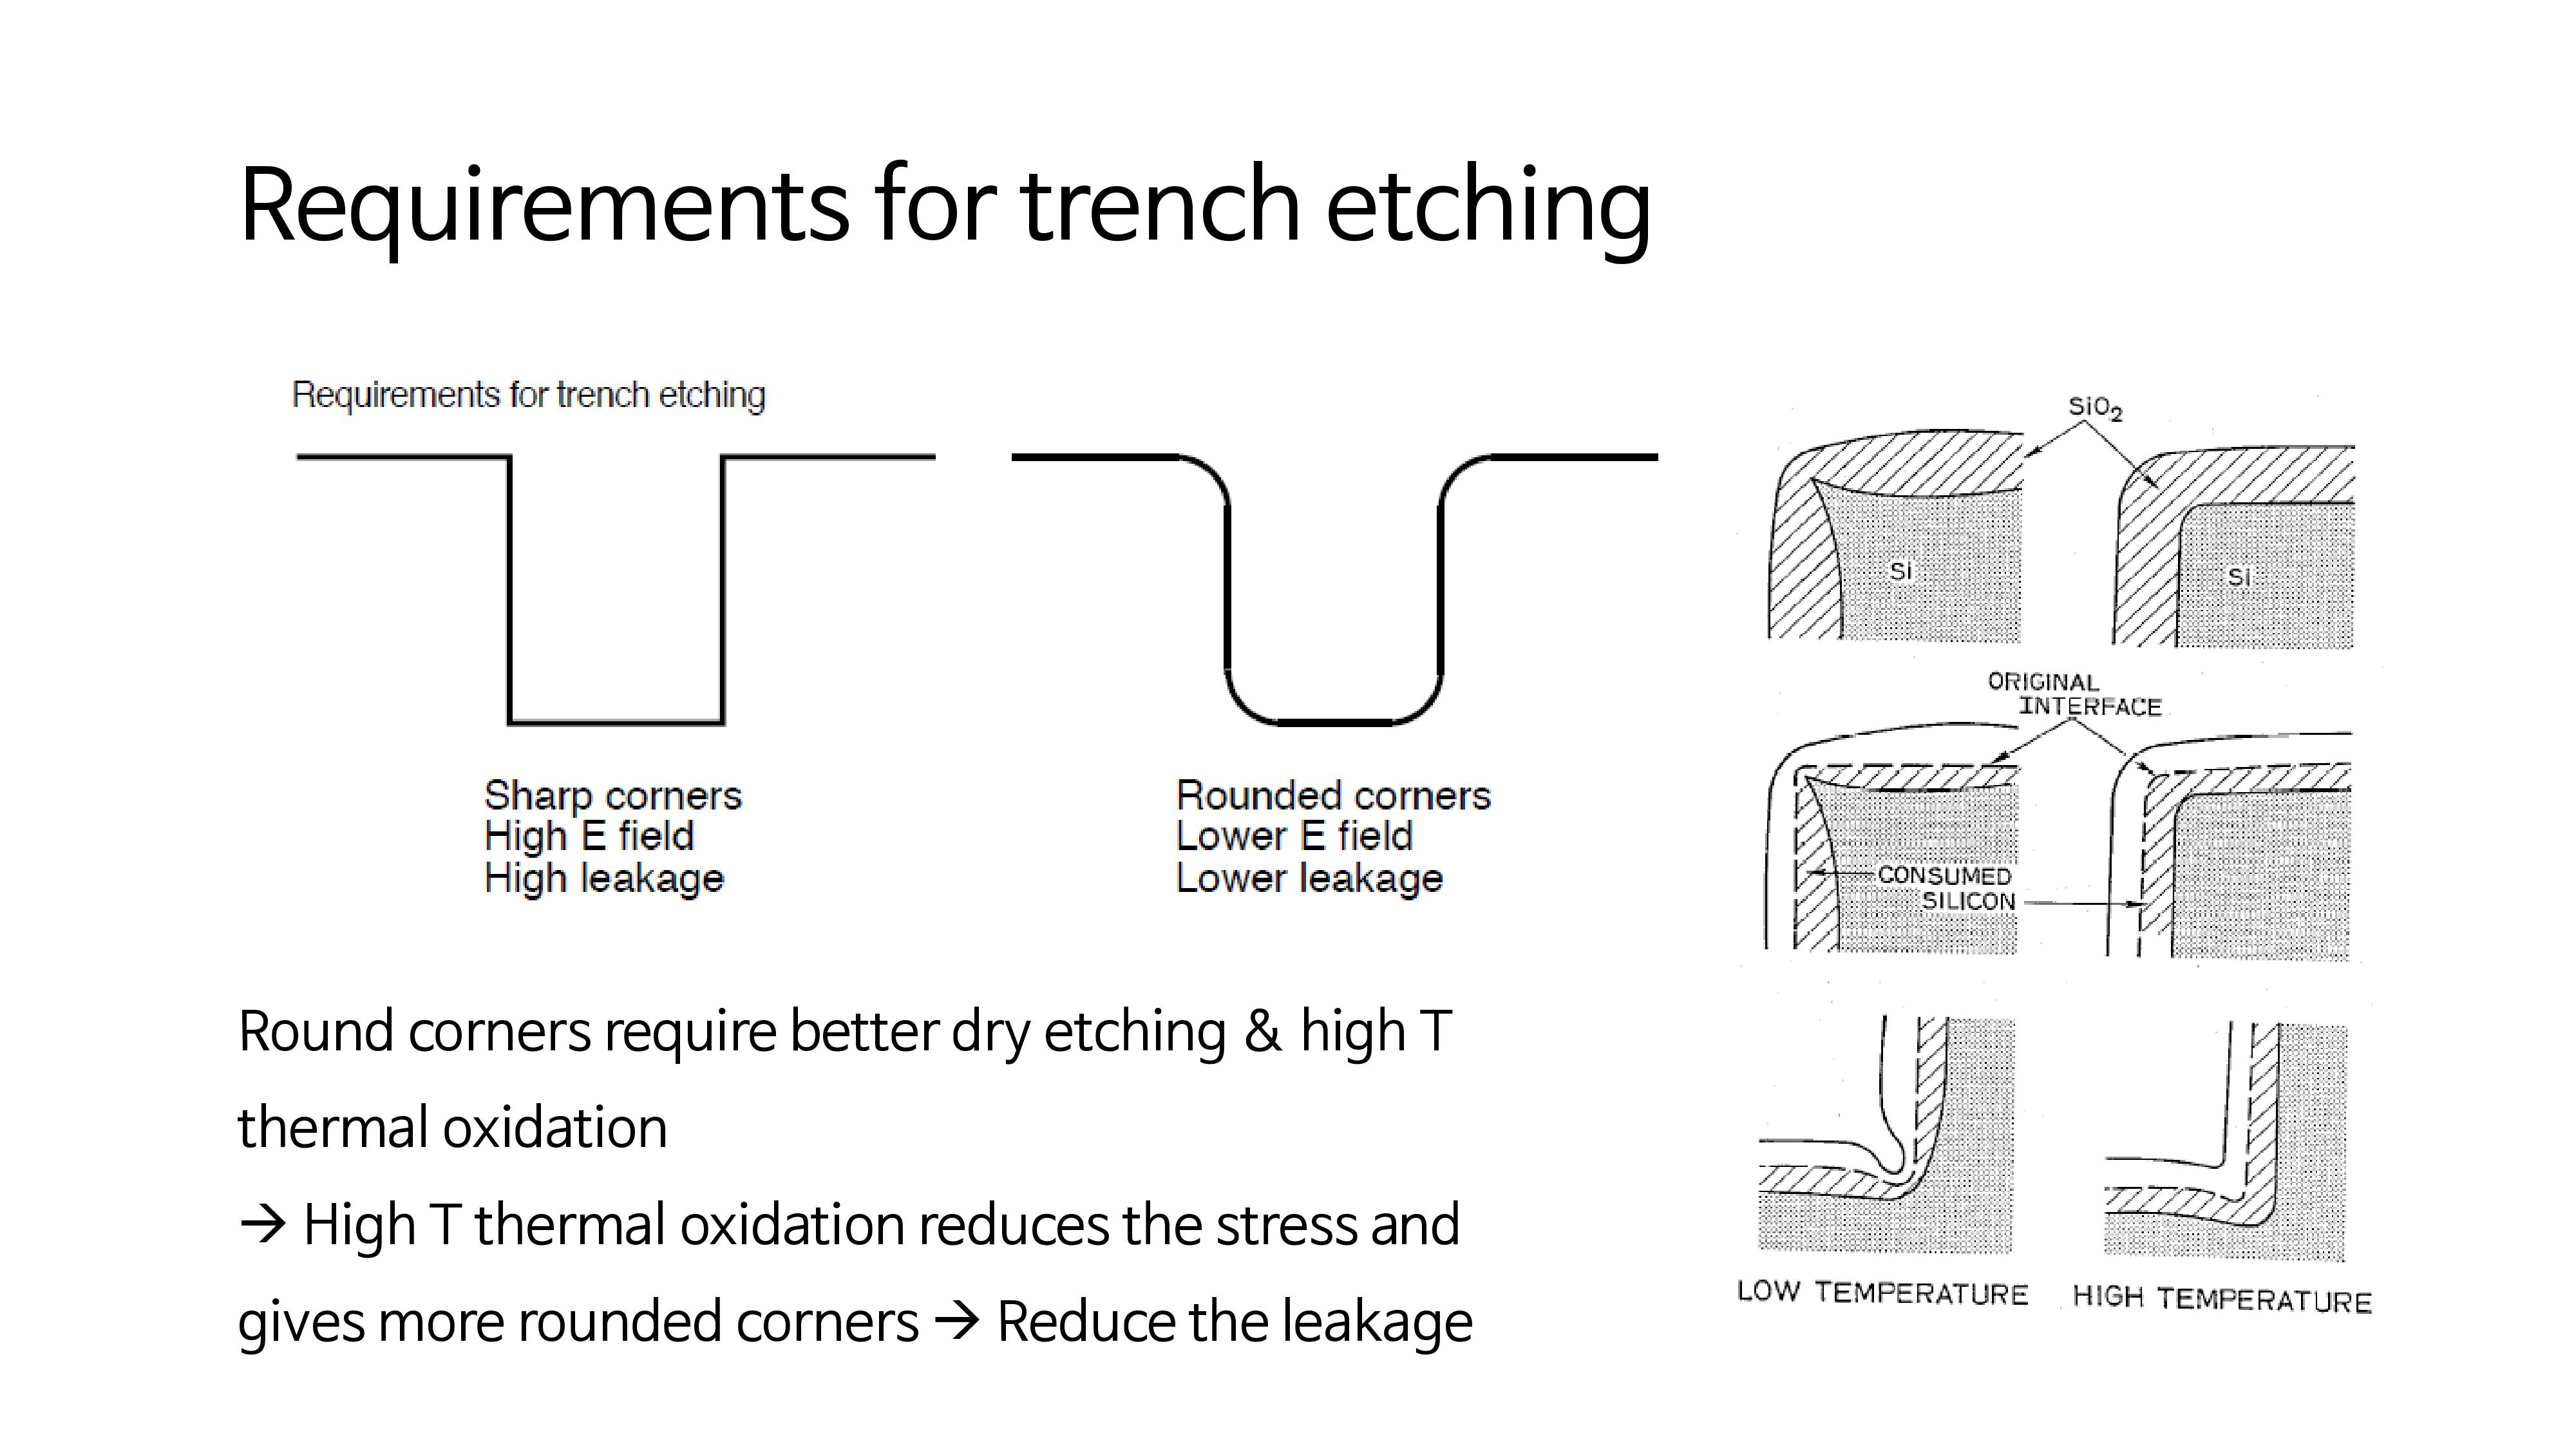 Requirements for trench etching
Requirements for trench etching
Sharp corners
High E field
High leakage
Rounded corners
Lower E field
Lower leakage
Round corners require better dry etching & high T
thermal oxidation
→ High T thermal oxidation reduces the stress and
gives more rounded corners → Reduce the leakage
SiO₂
Si
Si
ORIGINAL
INTERFACE
CONSUMED
SILICON
LOW TEMPERATURE
HIGH TEMPERATURE